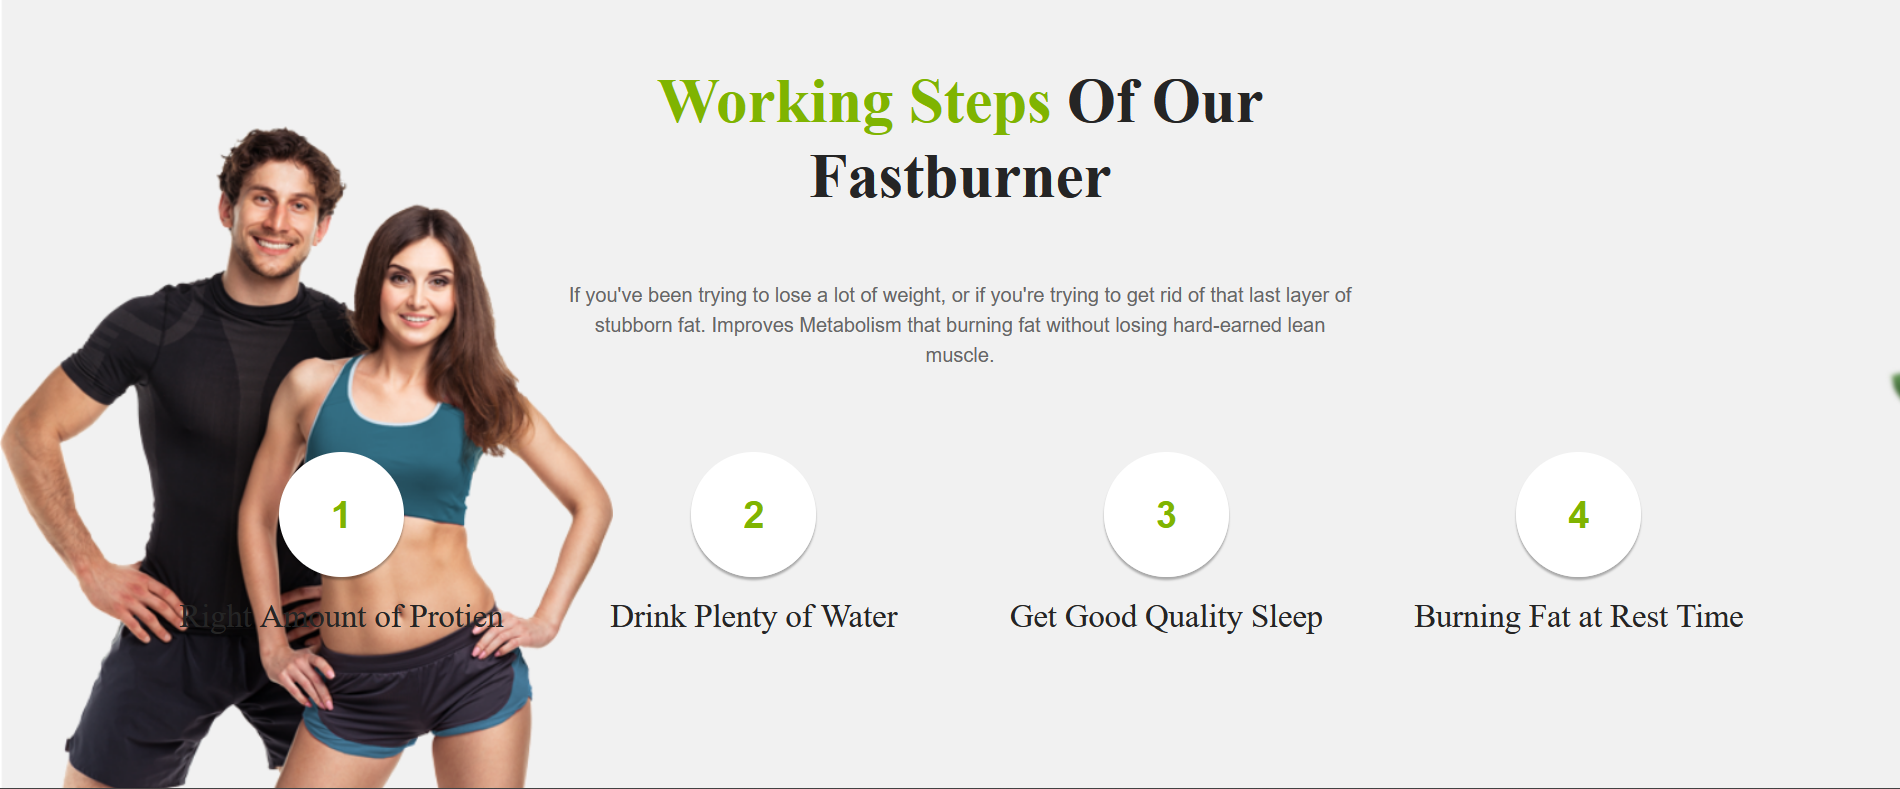 Working Steps Of Our
Fastburner
If you've been trying to lose a lot of weight, or if you're trying to get rid of that last layer of
stubborn fat. Improves Metabolism that burning fat without losing hard-earned lean
muscle.
1
2
3
4
Right Amount of Protien
Drink Plenty of Water
Get Good Quality Sleep
Burning Fat at Rest Time